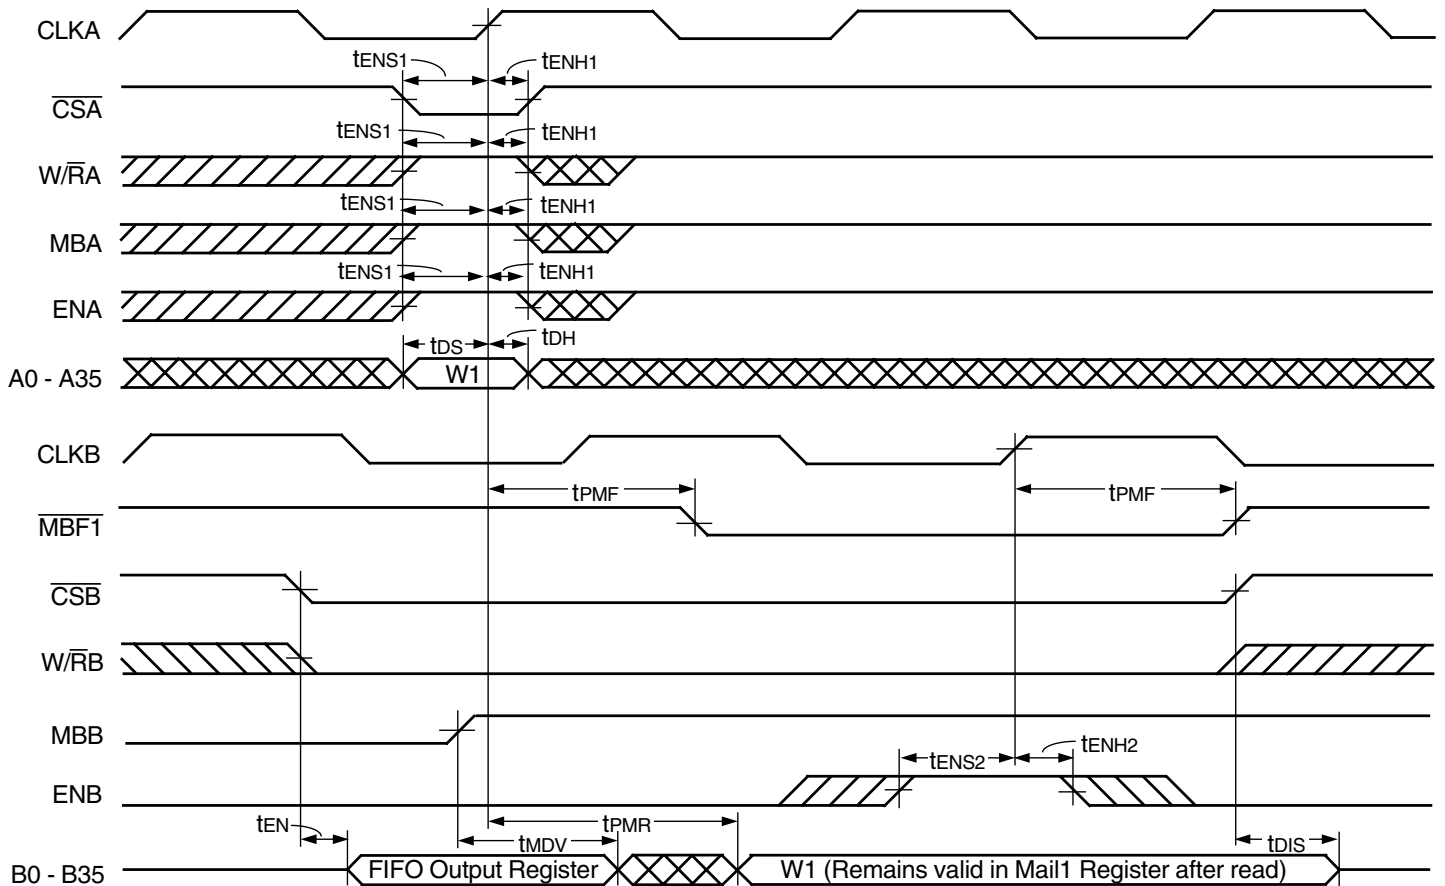 CLKA
tENS1 tENH1
CSA
tENS1 tENH1
W/RA
tENS1 tENH1
MBA
tENS1 tENH1
ENA
tDS tDH
A0 - A35 W1
CLKB
tPMF tPMF
MBF1
CSB
W/RB
MBB
tENS2 tENH2
ENB
tEN tMDV tPMR tDIS
B0 - B35 FIFO Output Register W1 (Remains valid in Mail1 Register after read)